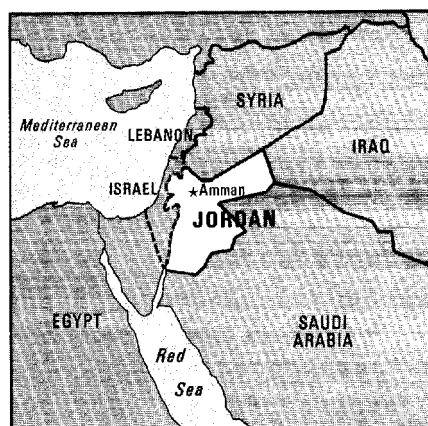 SYRIA
Mediterranean
Sea
LEBANON
IRAQ
ISRAEL
★Amman
JORDAN
EGYPT
SAUDI
ARABIA
Red
Sea